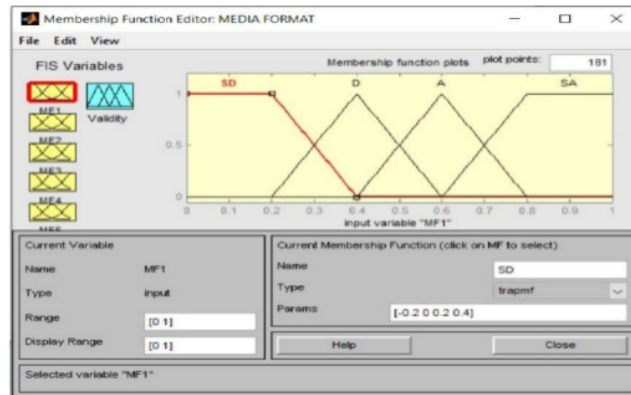 Membership Function Editor: MEDIA FORMAT
File Edit View
FIS Variables
Membership function plots plot points: 181
MF1
Validity
MF2
MF3
MF4
SD D A SA
1
0.5
0
0 0.1 0.2 0.3 0.4 0.5 0.6 0.7 0.8 0.9 1
input variable "MF1"
Current Variable
Name MF1
Type input
Range [0 1]
Display Range [0 1]
Current Membership Function (click on MF to select)
Name SD
Type trapmf
Params [-0.2 0 0.2 0.4]
Help Close
Selected variable "MF1"